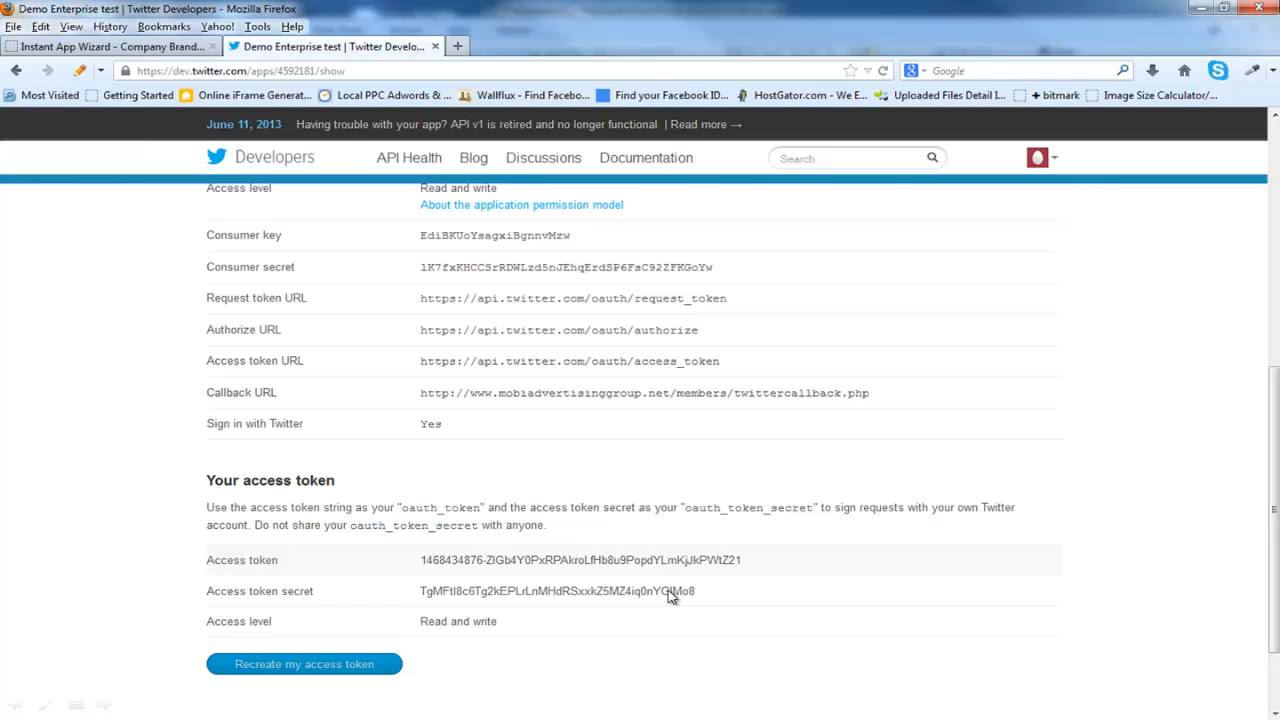 Demo Enterprise test | Twitter Developers - Mozilla Firefox
File Edit View History Bookmarks Yahoo! Tools Help
Instant App Wizard - Company Brand... Demo Enterprise test | Twitter Develo...
https://dev.twitter.com/apps/4592181/show Google
Most Visited Getting Started Online iFrame Generat... Local PPC Adwords & ... Wallflux - Find Facebo... Find your Facebook ID... HostGator.com - We E... Uploaded Files Detail I... + bitmark Image Size Calculator/...
June 11, 2013 Having trouble with your app? API v1 is retired and no longer functional. | Read more →
Developers API Health Blog Discussions Documentation Search
Access level Read and write
About the application permission model
Consumer key EdiBKUoYsagxiBgnnvMzw
Consumer secret lK7fxKHCCSrRDWLzd5nJEhqErdSP6FsC92ZFKGoYw
Request token URL https://api.twitter.com/oauth/request_token
Authorize URL https://api.twitter.com/oauth/authorize
Access token URL https://api.twitter.com/oauth/access_token
Callback URL http://www.mobiadvertisinggroup.net/members/twittercallback.php
Sign in with Twitter Yes
Your access token
Use the access token string as your "oauth_token" and the access token secret as your "oauth_token_secret" to sign requests with your own Twitter
account. Do not share your oauth_token_secret with anyone.
Access token 1468434876-ZlGb4Y0PxRPAkroLfHb8u9PopdYLmKjJkPWtZ21
Access token secret
Access level Read and write
Recreate my access token